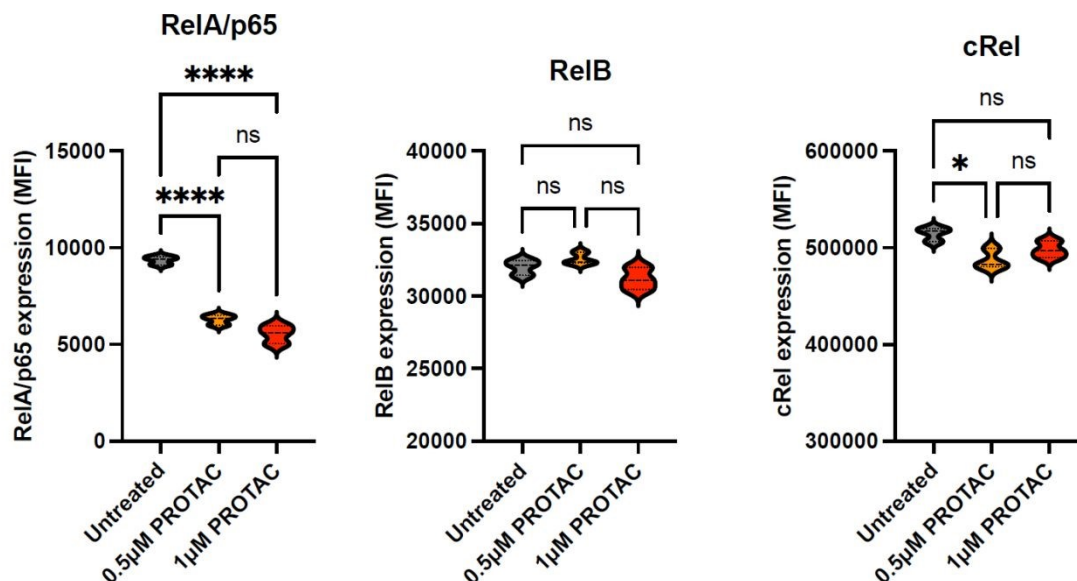 RelA/p65
****
ns
****
15000
10000
5000
0
RelA/p65 expression (MFI)
Untreated
0.5µM PROTAC
1µM PROTAC
RelB
ns
ns
ns
40000
35000
30000
25000
20000
RelB expression (MFI)
Untreated
0.5µM PROTAC
1µM PROTAC
cRel
ns
*
ns
600000
500000
400000
300000
cRel expression (MFI)
Untreated
0.5µM PROTAC
1µM PROTAC